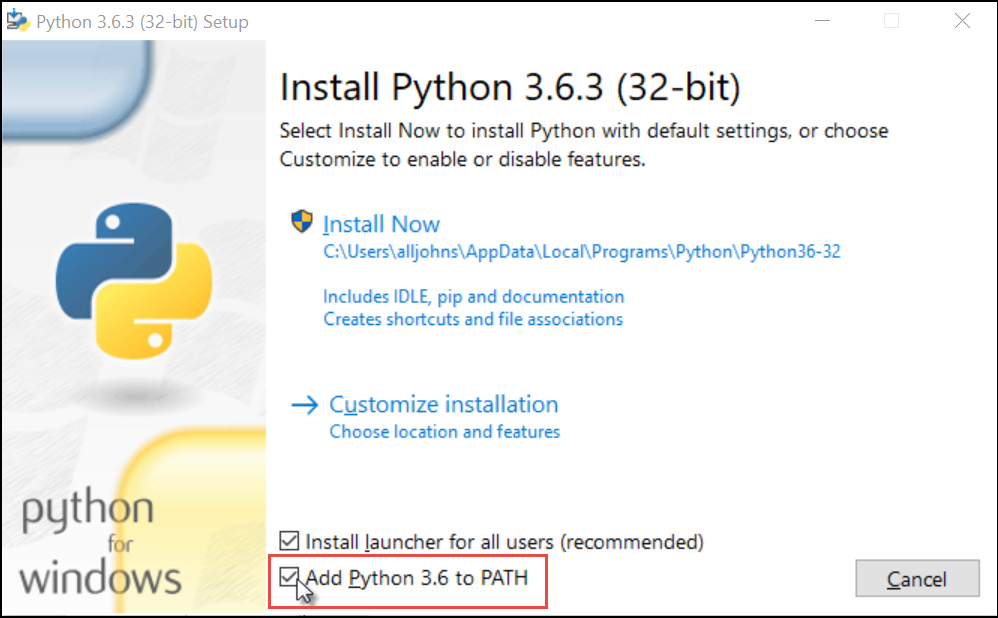 Python 3.6.3 (32-bit) Setup
Install Python 3.6.3 (32-bit)
Select Install Now to install Python with default settings, or choose
Customize to enable or disable features.
Install Now
C:\Users\alljohns\AppData\Local\Programs\Python\Python36-32
Includes IDLE, pip and documentation
Creates shortcuts and file associations
Customize installation
Choose location and features
python
for
windows
Install launcher for all users (recommended)
Add Python 3.6 to PATH
Cancel